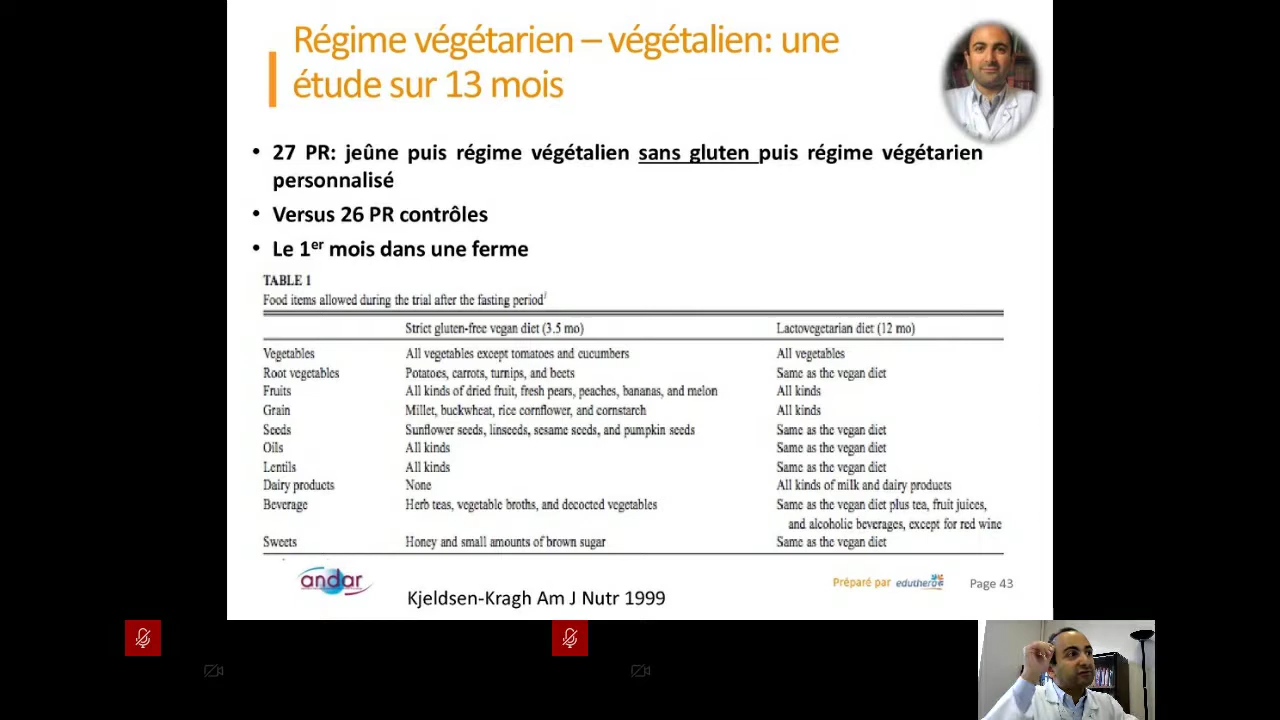 Régime végétarien – végétalien: une
étude sur 13 mois
• 27 PR: jeûne puis régime végétalien sans gluten puis régime végétarien
personnalisé
• Versus 26 PR contrôles
• Le 1er mois dans une ferme
TABLE 1
Food items allowed during the trial after the fasting period¹
Strict gluten-free vegan diet (3.5 mo) Lactovegetarian diet (12 mo)
Vegetables All vegetables except tomatoes and cucumbers All vegetables
Root vegetables Potatoes, carrots, turnips, and beets Same as the vegan diet
Fruits All kinds of dried fruit, fresh pears, peaches, bananas, and melon All kinds
Grain Millet, buckwheat, rice cornflower, and cornstarch All kinds
Seeds Sunflower seeds, linseeds, sesame seeds, and pumpkin seeds Same as the vegan diet
Oils All kinds Same as the vegan diet
Lentils All kinds Same as the vegan diet
Dairy products None All kinds of milk and dairy products
Beverage Herb teas, vegetable broths, and decocted vegetables Same as the vegan diet plus tea, fruit juices,
and alcoholic beverages, except for red wine
Sweets Honey and small amounts of brown sugar Same as the vegan diet
andar
Préparé par eduthera
Page 43
Kjeldsen-Kragh Am J Nutr 1999